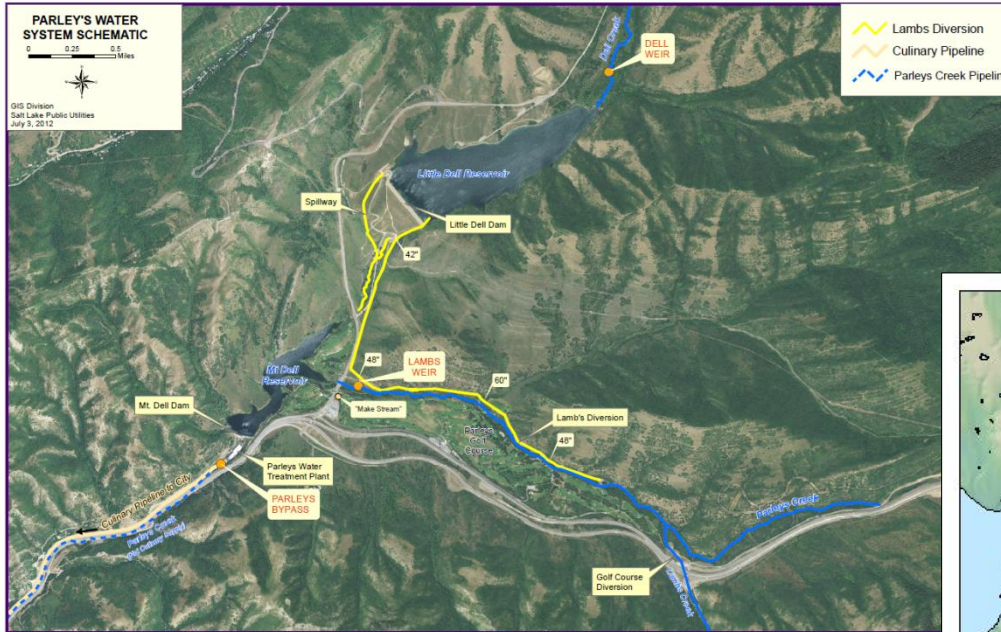 PARLEY'S WATER
SYSTEM SCHEMATIC
0 0.25 0.5
Miles
GIS Division
Salt Lake Public Utilities
July 3, 2012
Lambs Diversion
Culinary Pipeline
Parleys Creek Pipelin
Dell Creek
DELL
WEIR
Little Dell Reservoir
Spillway
Little Dell Dam
42"
48"
LAMBS
WEIR
Mt Dell
Reservoir
60"
"Make Stream"
Mt. Dell Dam
Lamb's Diversion
Golf
Course
48"
Parleys Water
Treatment Plant
PARLEYS
BYPASS
Culinary Pipeline to City
Parleys Creek
Parleys Creek
Golf Course
Diversion
Lambs Creek